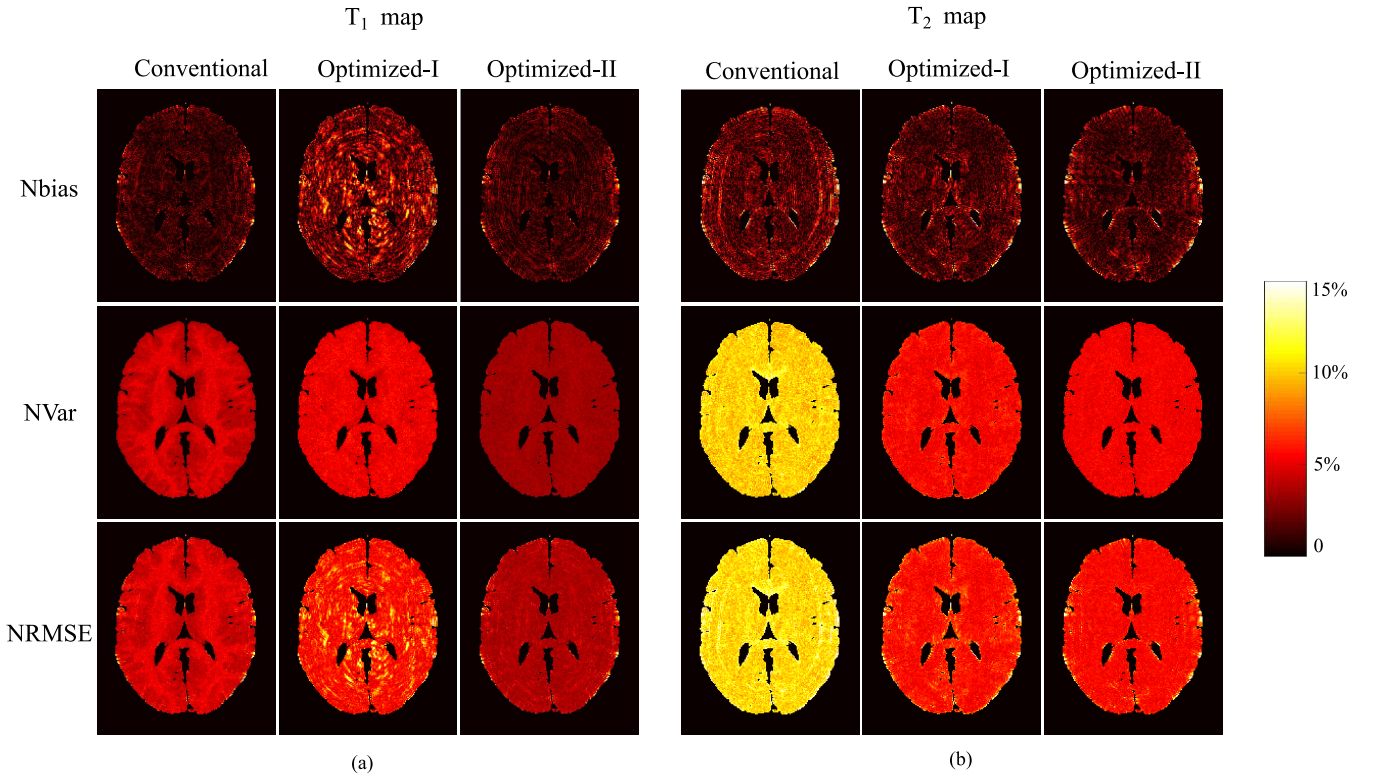 T₁ map
T₂ map
Conventional Optimized-I Optimized-II
Conventional Optimized-I Optimized-II
Nbias
NVar
NRMSE
15%
10%
5%
0
(a)
(b)